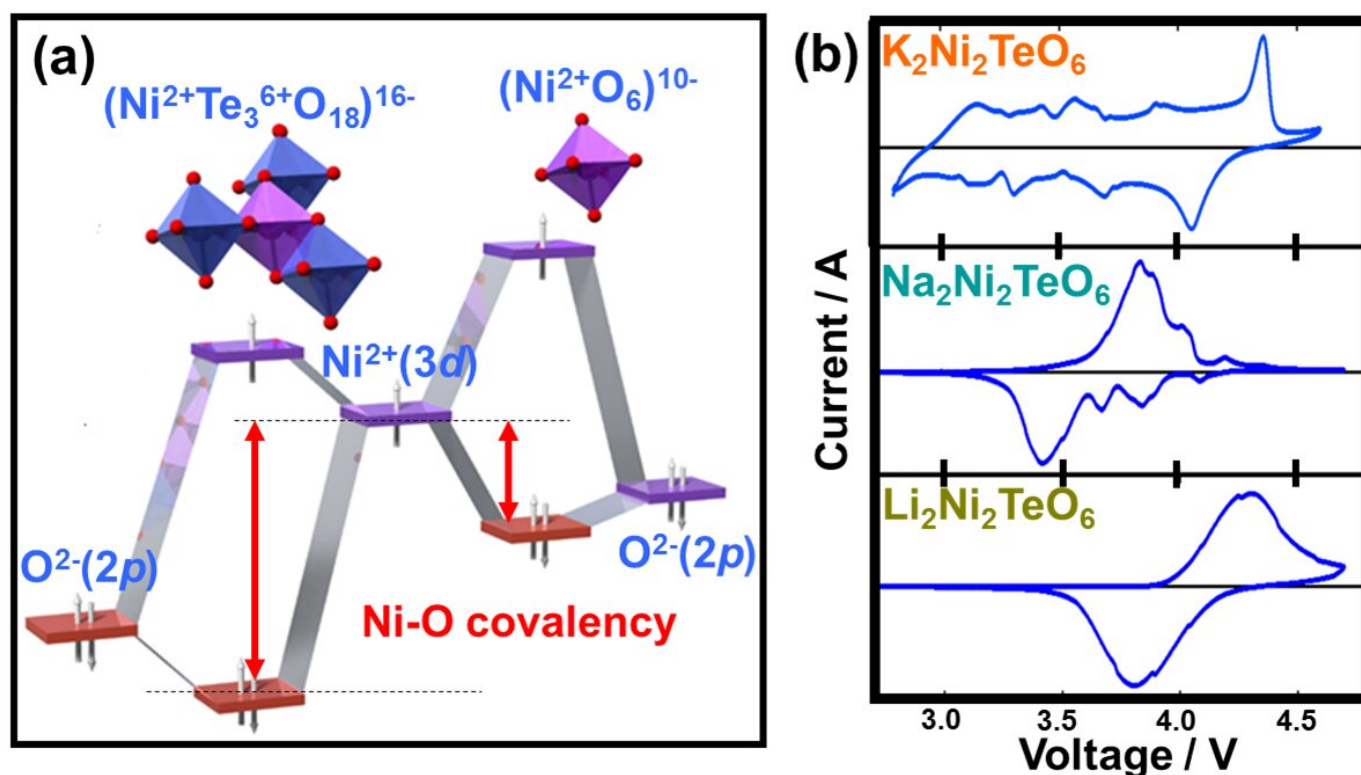 (a)
(Ni²⁺Te₃⁶⁺O₁₈)¹⁶⁻
(Ni²⁺O₆)¹⁰⁻
Ni²⁺(3d)
O²⁻(2p)
O²⁻(2p)
Ni-O covalency
(b)
K₂Ni₂TeO₆
Na₂Ni₂TeO₆
Li₂Ni₂TeO₆
Current / A
3.0 3.5 4.0 4.5
Voltage / V